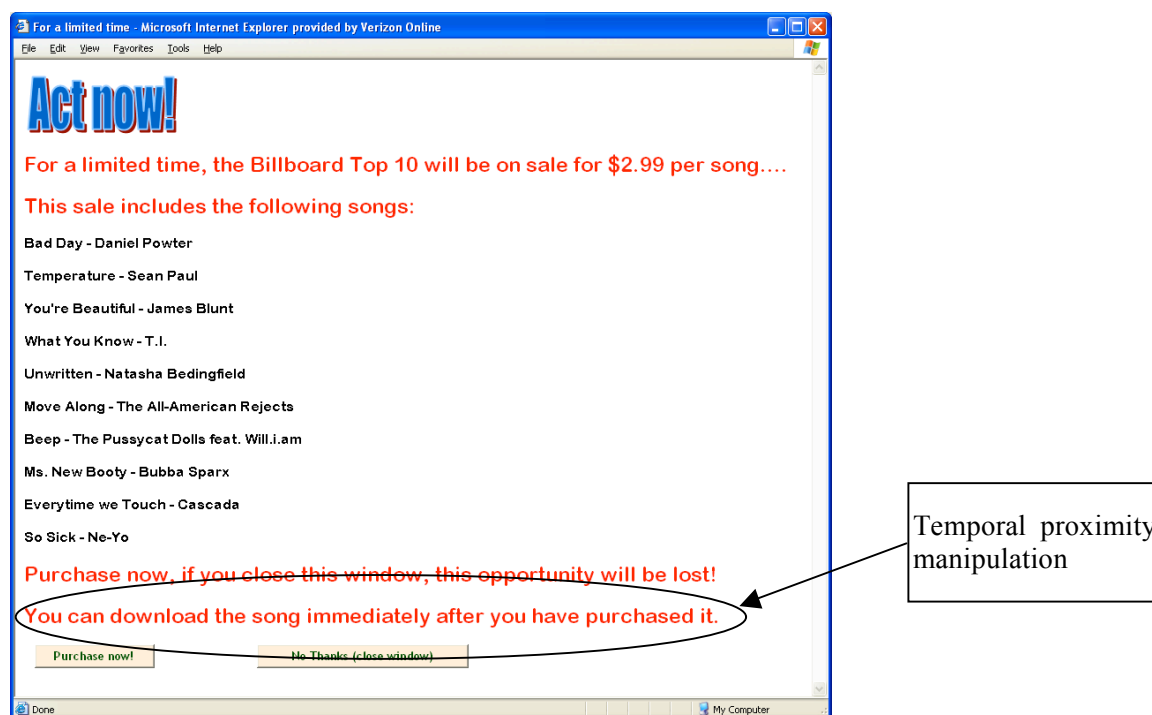 For a limited time - Microsoft Internet Explorer provided by Verizon Online
File Edit View Favorites Tools Help
Act now!
For a limited time, the Billboard Top 10 will be on sale for $2.99 per song....
This sale includes the following songs:
Bad Day - Daniel Powter
Temperature - Sean Paul
You're Beautiful - James Blunt
What You Know - T.I.
Unwritten - Natasha Bedingfield
Move Along - The All-American Rejects
Beep - The Pussycat Dolls feat. Will.i.am
Ms. New Booty - Bubba Sparx
Everytime we Touch - Cascada
So Sick - Ne-Yo
Purchase now, if you close this window, this opportunity will be lost!
You can download the song immediately after you have purchased it.
Purchase now! No Thanks (close window)
Done My Computer
Temporal proximity
manipulation